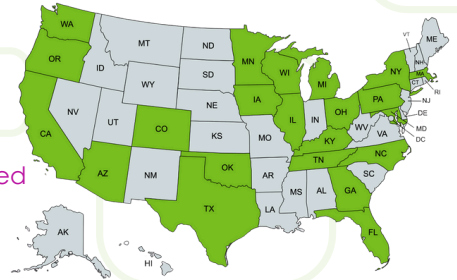 WA
MT
ND
MN
VT
ME
OR
ID
SD
WI
MI
NY
NH
MA
WY
IA
CT
RI
NV
NE
PA
NJ
UT
CO
IL
IN
OH
DE
CA
KS
MO
WV
VA
MD
KY
DC
ed
AZ
NM
OK
AR
TN
NC
SC
TX
LA
MS
AL
GA
FL
AK
HI